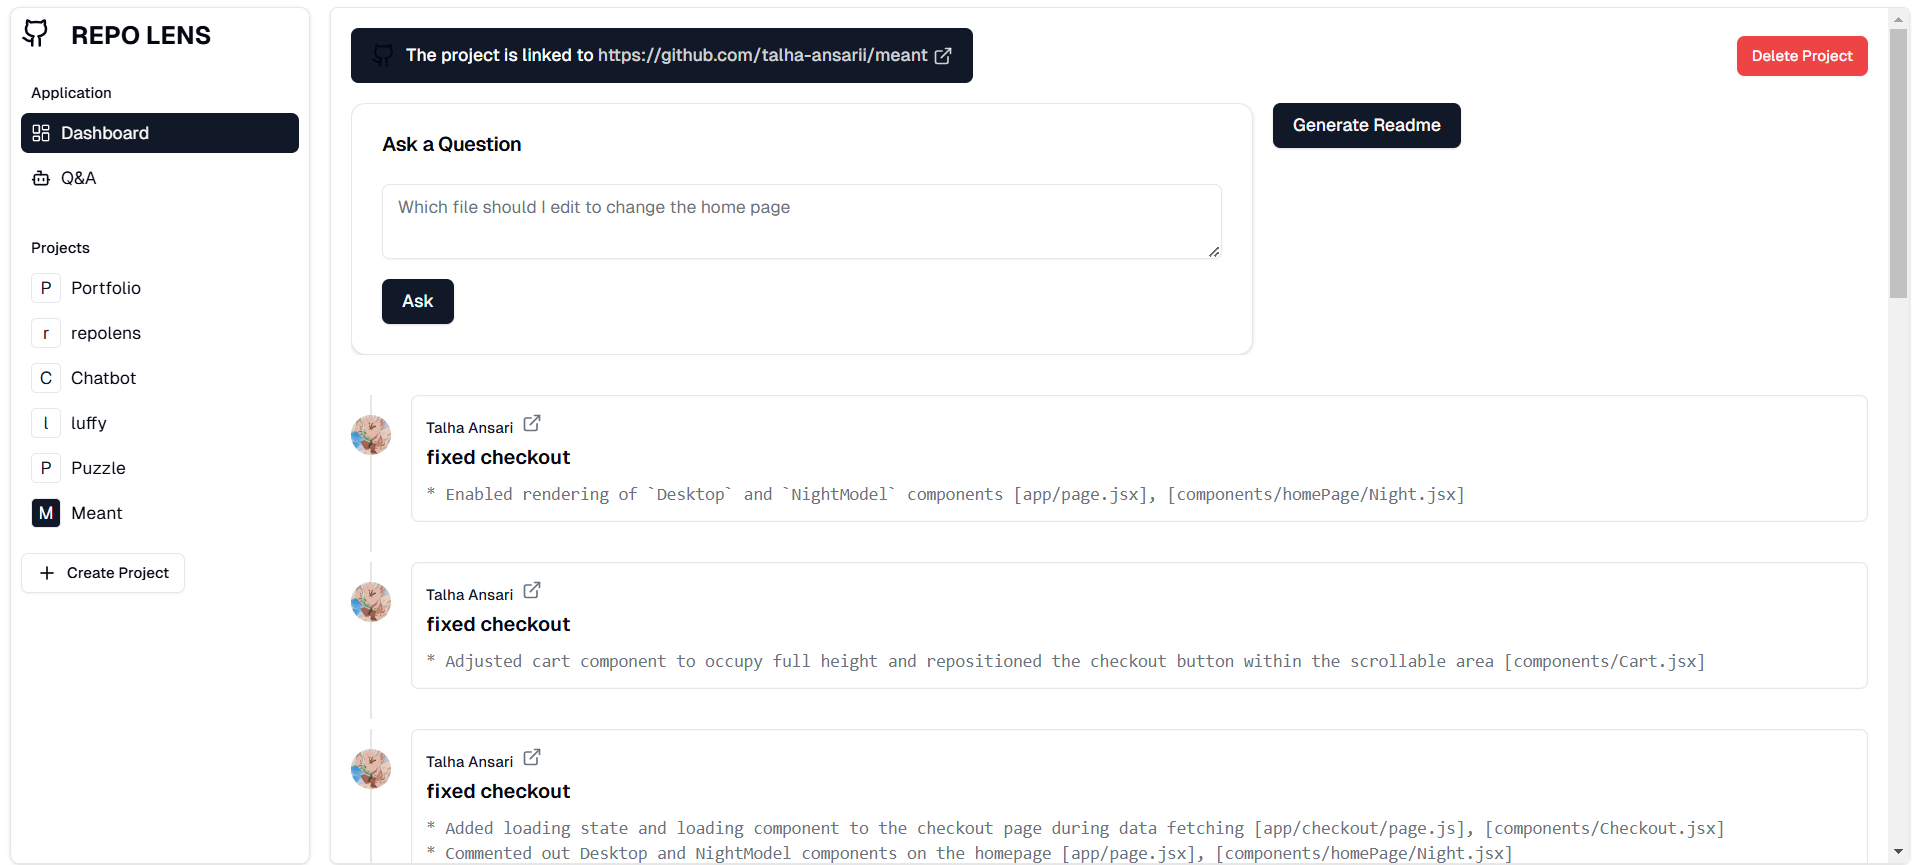 REPO LENS
Application
Dashboard
Q&A
Projects
P Portfolio
r repolens
C Chatbot
l luffy
P Puzzle
M Meant
+ Create Project
The project is linked to https://github.com/talha-ansarii/meant
Delete Project
Ask a Question
Which file should I edit to change the home page
Ask
Generate Readme
Talha Ansari
fixed checkout
* Enabled rendering of `Desktop` and `NightModel` components [app/page.jsx], [components/homePage/Night.jsx]
Talha Ansari
fixed checkout
* Adjusted cart component to occupy full height and repositioned the checkout button within the scrollable area [components/Cart.jsx]
Talha Ansari
fixed checkout
* Added loading state and loading component to the checkout page during data fetching [app/checkout/page.js], [components/Checkout.jsx]
* Commented out Desktop and NightModel components on the homepage [app/page.jsx], [components/homePage/Night.jsx]